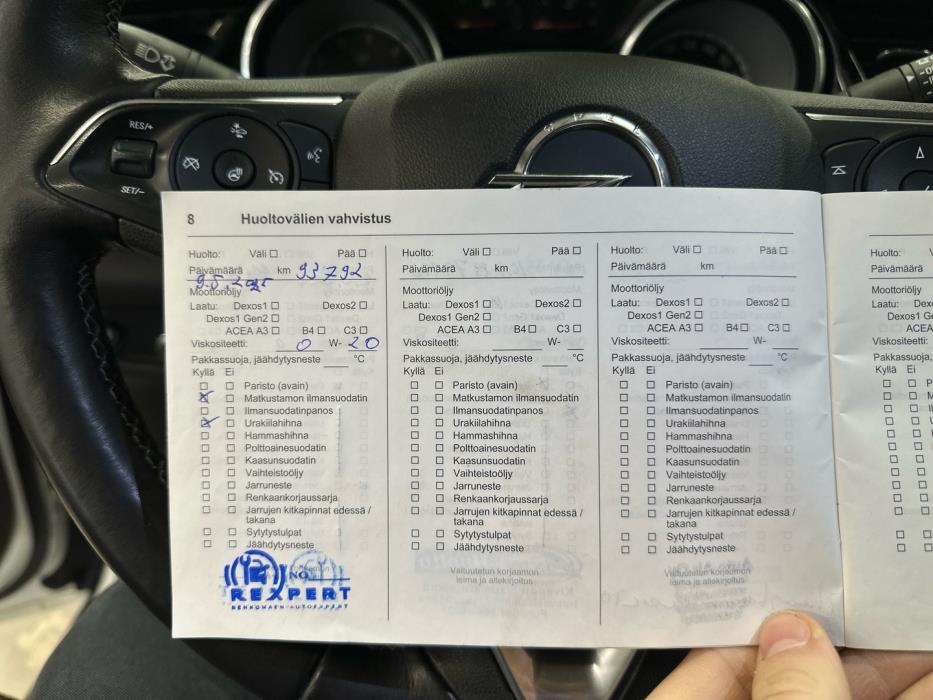 RES/+
SET/-
OPEL
8 Huoltovälien vahvistus
Huolto: Väli ☐ Pää ☐
Päivämäärä km 93792
9.5.2025
Moottoriöljy
Laatu: Dexos1 ☐ Dexos2 ☐
Dexos1 Gen2 ☐
ACEA A3 ☐ B4 ☐ C3 ☐
Viskositeetti: 0 W- 20
Pakkassuoja, jäähdytysneste °C
Kyllä Ei
☐ ☐ Paristo (avain)
☒ ☐ Matkustamon ilmansuodatin
☐ ☐ Ilmansuodatinpanos
☒ ☐ Urakiilahihna
☐ ☐ Hammashihna
☐ ☐ Polttoainesuodatin
☐ ☐ Kaasunsuodatin
☐ ☐ Vaihteistoöljy
☐ ☐ Jarruneste
☐ ☐ Renkaankorjaussarja
☐ ☐ Jarrujen kitkapinnat edessä /
takana
☐ ☐ Sytytystulpat
☐ ☐ Jäähdytysneste
NO.
REXPERT
Huolto: Väli ☐ Pää ☐
Päivämäärä km
Moottoriöljy
Laatu: Dexos1 ☐ Dexos2 ☐
Dexos1 Gen2 ☐
ACEA A3 ☐ B4 ☐ C3 ☐
Viskositeetti: W-
Pakkassuoja, jäähdytysneste °C
Kyllä Ei
☐ ☐ Paristo (avain)
☐ ☐ Matkustamon ilmansuodatin
☐ ☐ Ilmansuodatinpanos
☐ ☐ Urakiilahihna
☐ ☐ Hammashihna
☐ ☐ Polttoainesuodatin
☐ ☐ Kaasunsuodatin
☐ ☐ Vaihteistoöljy
☐ ☐ Jarruneste
☐ ☐ Renkaankorjaussarja
☐ ☐ Jarrujen kitkapinnat edessä /
takana
☐ ☐ Sytytystulpat
☐ ☐ Jäähdytysneste
Valtuutetun korjaamon
leima ja allekirjoitus
Huolto: Väli ☐ Pää ☐
Päivämäärä km
Moottoriöljy
Laatu: Dexos1 ☐ Dexos2 ☐
Dexos1 Gen2 ☐
ACEA A3 ☐ B4 ☐ C3 ☐
Viskositeetti: W-
Pakkassuoja, jäähdytysneste °C
Kyllä Ei
☐ ☐ Paristo (avain)
☐ ☐ Matkustamon ilmansuodatin
☐ ☐ Ilmansuodatinpanos
☐ ☐ Urakiilahihna
☐ ☐ Hammashihna
☐ ☐ Polttoainesuodatin
☐ ☐ Kaasunsuodatin
☐ ☐ Vaihteistoöljy
☐ ☐ Jarruneste
☐ ☐ Renkaankorjaussarja
☐ ☐ Jarrujen kitkapinnat edessä /
takana
☐ ☐ Sytytystulpat
☐ ☐ Jäähdytysneste
Valtuutetun korjaamon
leima ja allekirjoitus
Huolto:
Päivämäärä
Moottoriöljy
Laatu: Dexos
Dexos1 Gen2
ACEA A3
Viskositeetti:
Pakkassuoja,
Kyllä Ei